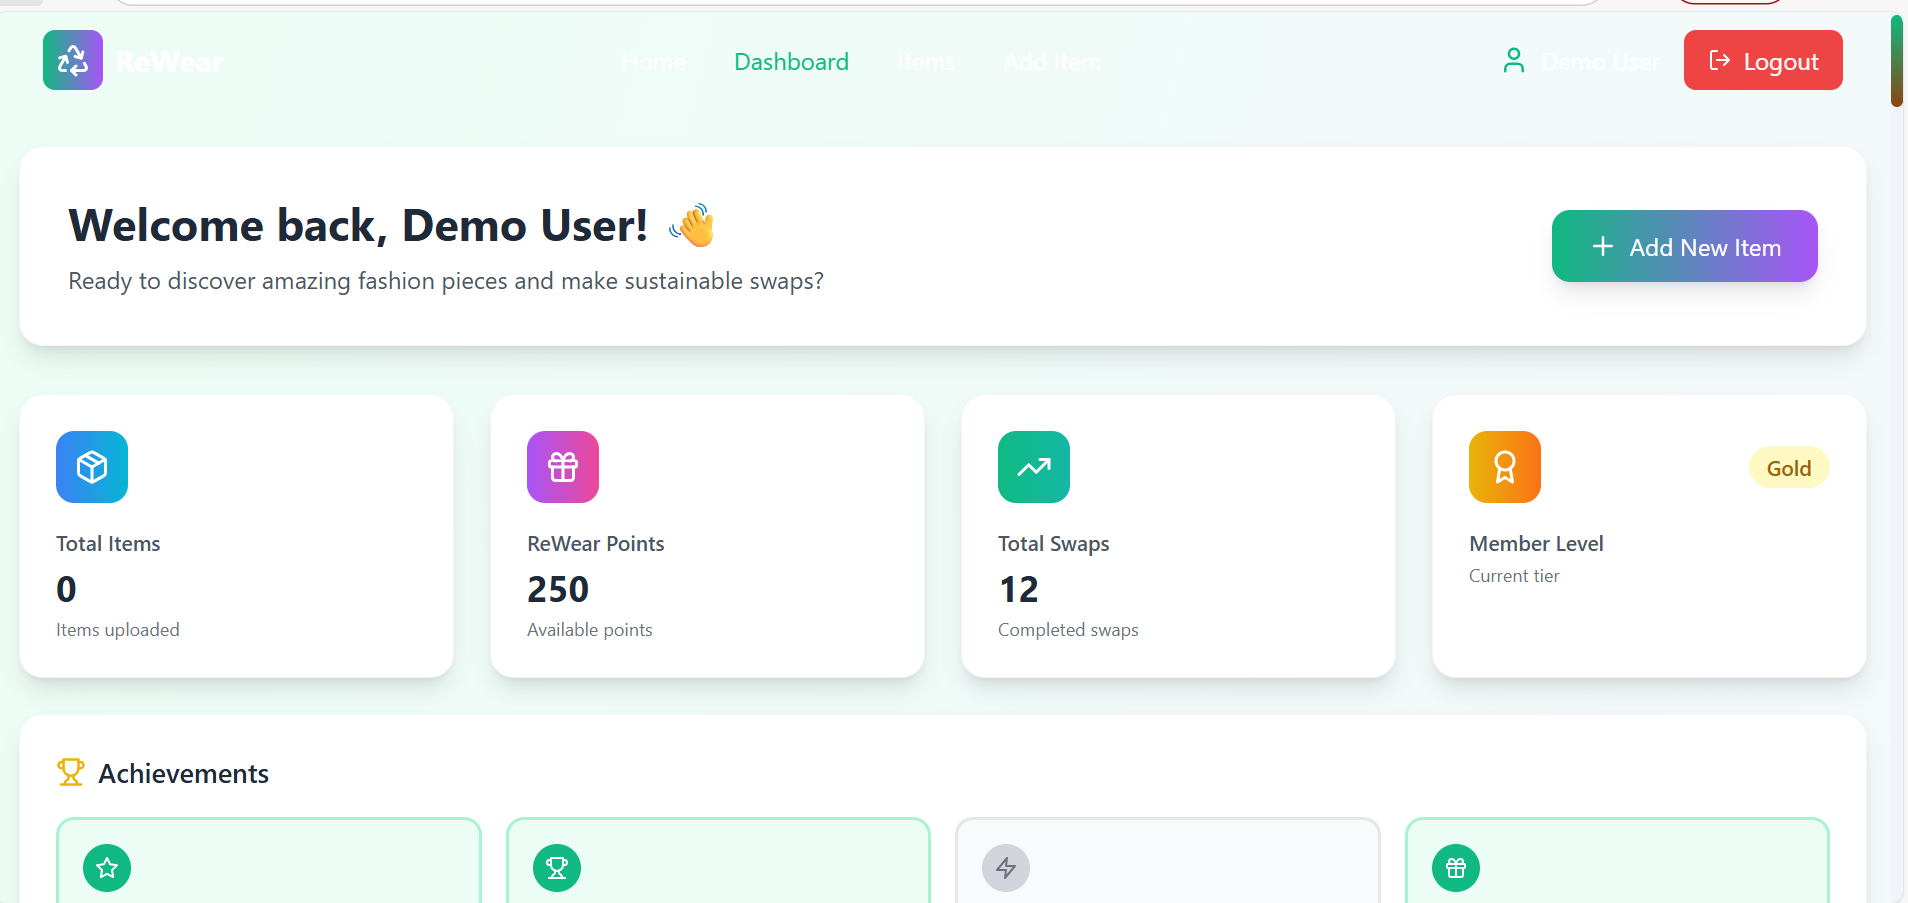 ReWear
Home Dashboard Items Add Item
Demo User
Logout
Welcome back, Demo User! 👋
Ready to discover amazing fashion pieces and make sustainable swaps?
Add New Item
Total Items
0
Items uploaded
ReWear Points
250
Available points
Total Swaps
12
Completed swaps
Gold
Member Level
Current tier
Achievements